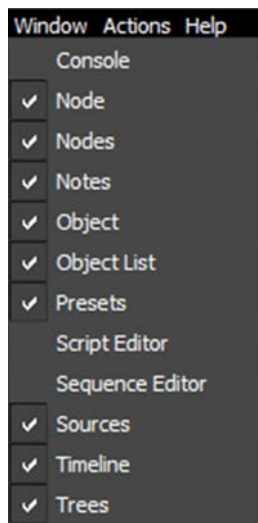 Window Actions Help
Console
Node
Nodes
Notes
Object
Object List
Presets
Script Editor
Sequence Editor
Sources
Timeline
Trees